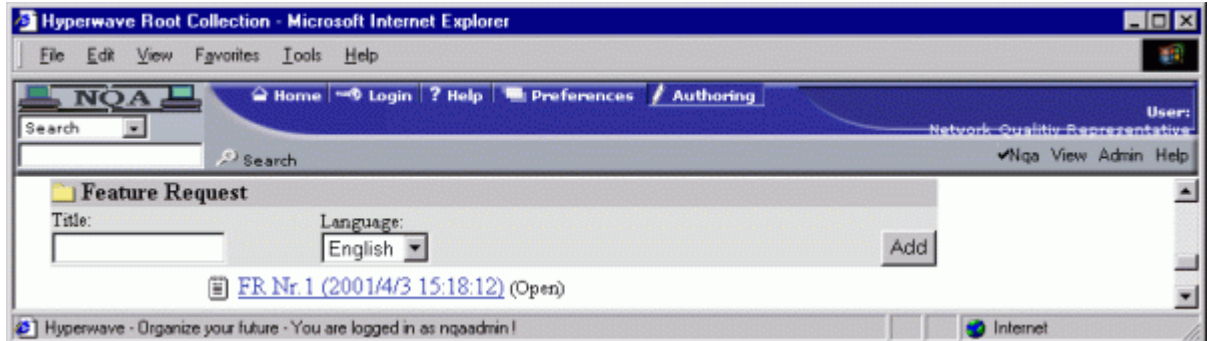 Hyperwave Root Collection - Microsoft Internet Explorer
File Edit View Favorites Tools Help
NQA Home Login ? Help Preferences Authoring
User:
Search Network Qualitiy Representative
Search Nqa View Admin Help
Feature Request
Title: Language:
English Add
FR Nr.1 (2001/4/3 15:18:12) (Open)
Hyperwave - Organize your future - You are logged in as nqaadmin! Internet